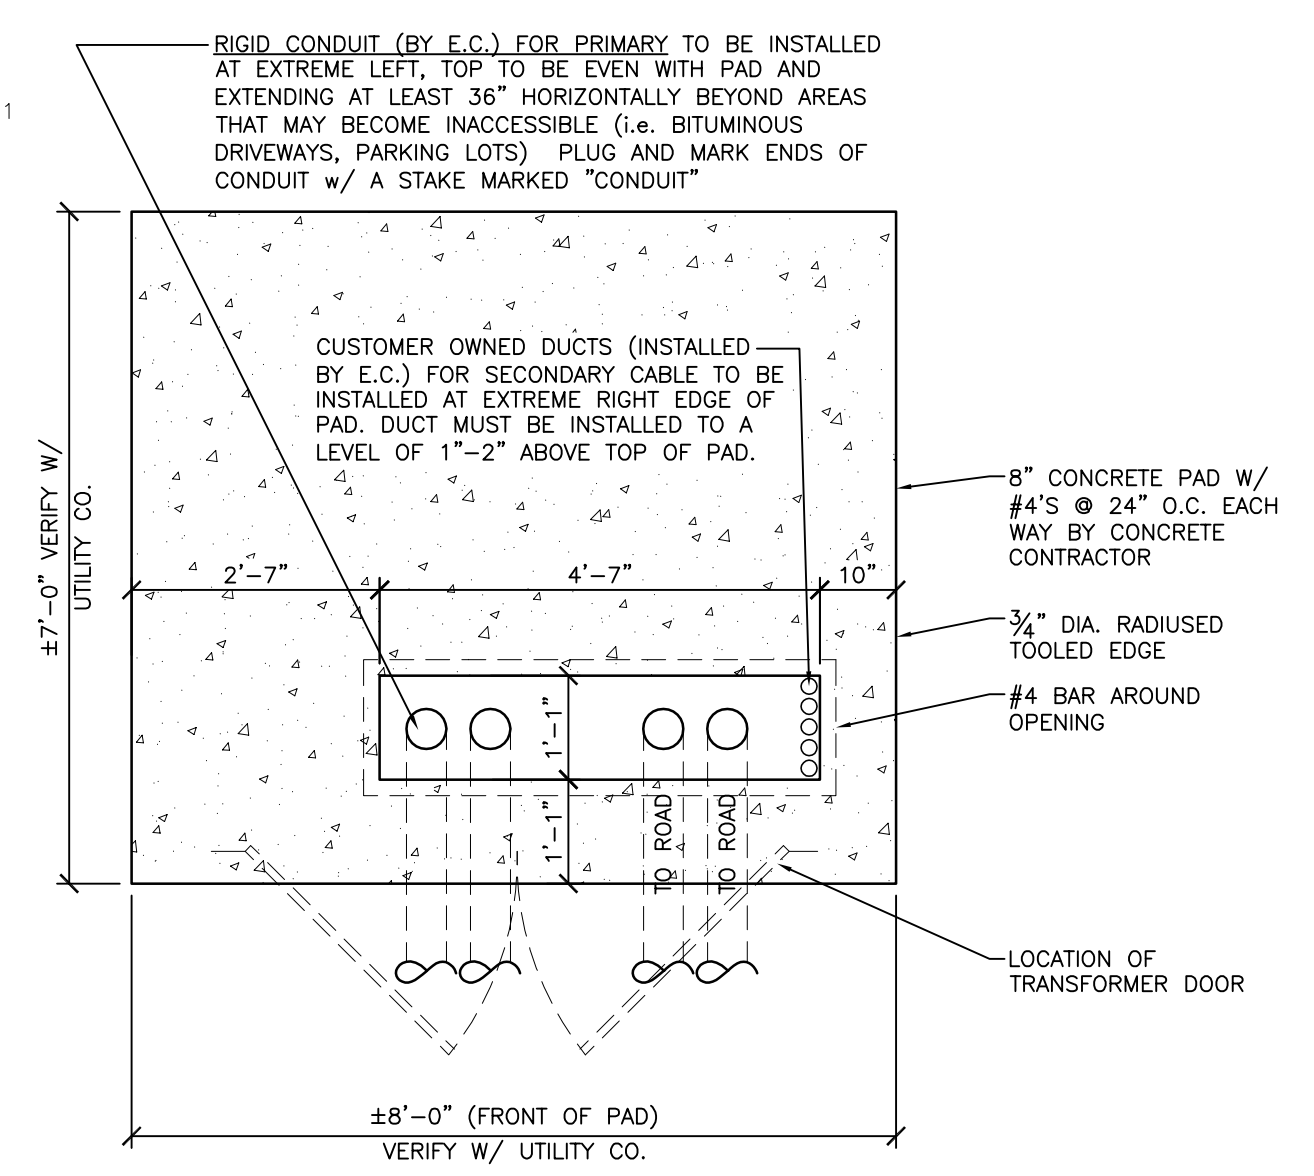 RIGID CONDUIT (BY E.C.) FOR PRIMARY TO BE INSTALLED
AT EXTREME LEFT, TOP TO BE EVEN WITH PAD AND
EXTENDING AT LEAST 36" HORIZONTALLY BEYOND AREAS
THAT MAY BECOME INACCESSIBLE (i.e. BITUMINOUS
DRIVEWAYS, PARKING LOTS) PLUG AND MARK ENDS OF
CONDUIT w/ A STAKE MARKED "CONDUIT"
1
CUSTOMER OWNED DUCTS (INSTALLED
BY E.C.) FOR SECONDARY CABLE TO BE
INSTALLED AT EXTREME RIGHT EDGE OF
PAD. DUCT MUST BE INSTALLED TO A
LEVEL OF 1"-2" ABOVE TOP OF PAD.
±7'-0" VERIFY W/
UTILITY CO.
8" CONCRETE PAD W/
#4'S @ 24" O.C. EACH
WAY BY CONCRETE
CONTRACTOR
2'-7"
4'-7"
10"
3/4" DIA. RADIUSED
TOOLED EDGE
#4 BAR AROUND
OPENING
1'-1"
1'-1"
TO ROAD
TO ROAD
LOCATION OF
TRANSFORMER DOOR
±8'-0" (FRONT OF PAD)
VERIFY W/ UTILITY CO.